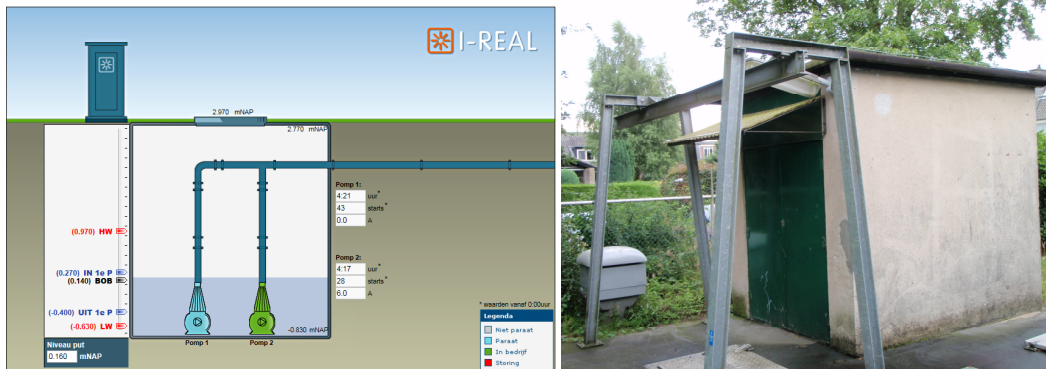 I-REAL
2.970 mNAP
2.770 mNAP
Pomp 1:
4:21 uur*
43 starts*
0.0 A
(0.970) HW
Pomp 2:
(0.270) IN 1e P
4:17 uur*
(0.140) BOB
28 starts*
6.0 A
* waarden vanaf 0:00uur
(-0.400) UIT 1e P
Legenda
(-0.630) LW
-0.830 mNAP
Niet paraat
Pomp 1
Pomp 2
Paraat
Niveau put
In bedrijf
0.160 mNAP
Storing